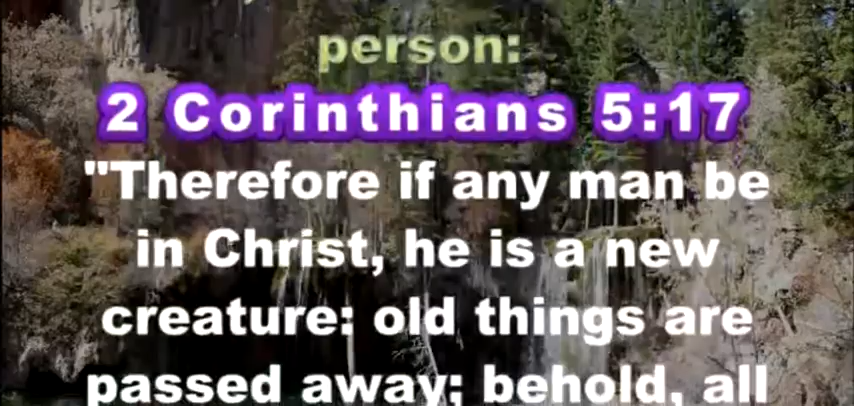 person:
2 Corinthians 5:17
"Therefore if any man be
in Christ, he is a new
creature: old things are
passed away; behold, all